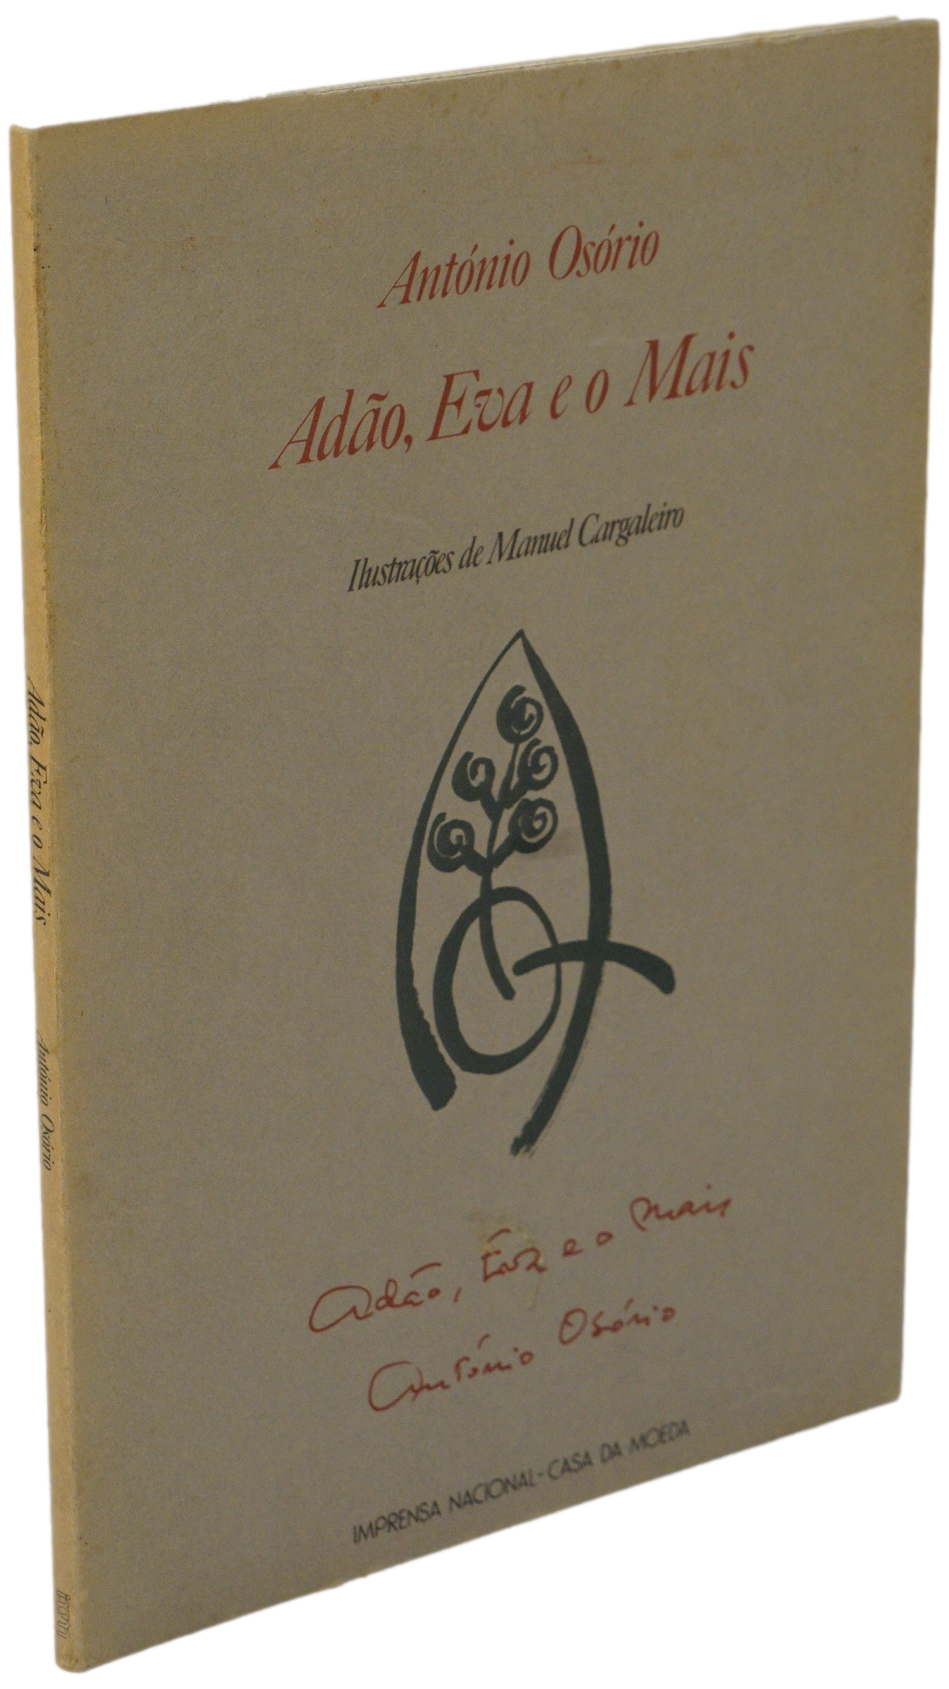 António Osório
Adão, Eva e o Mais
Ilustrações de Manuel Cargaleiro
Adão, Eva e o Mais
António Osório
IMPRENSA NACIONAL-CASA DA MOEDA
Adão, Eva e o Mais
António Osório